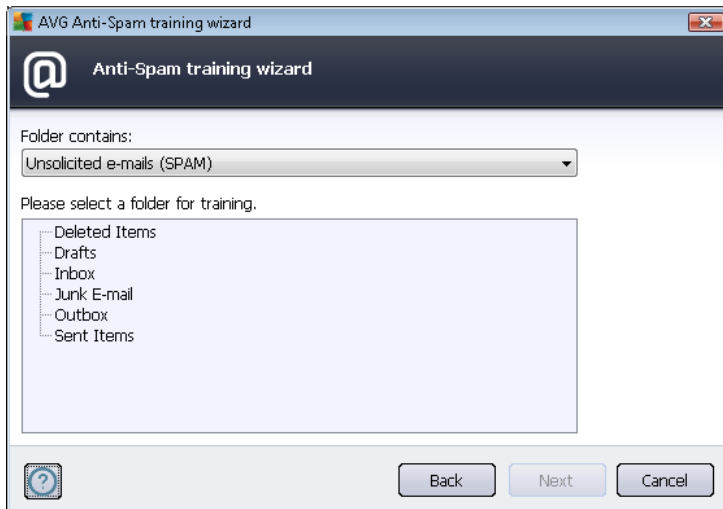 AVG Anti-Spam training wizard
Anti-Spam training wizard
Folder contains:
Unsolicited e-mails (SPAM)
Please select a folder for training.
Deleted Items
Drafts
Inbox
Junk E-mail
Outbox
Sent Items
Back Next Cancel